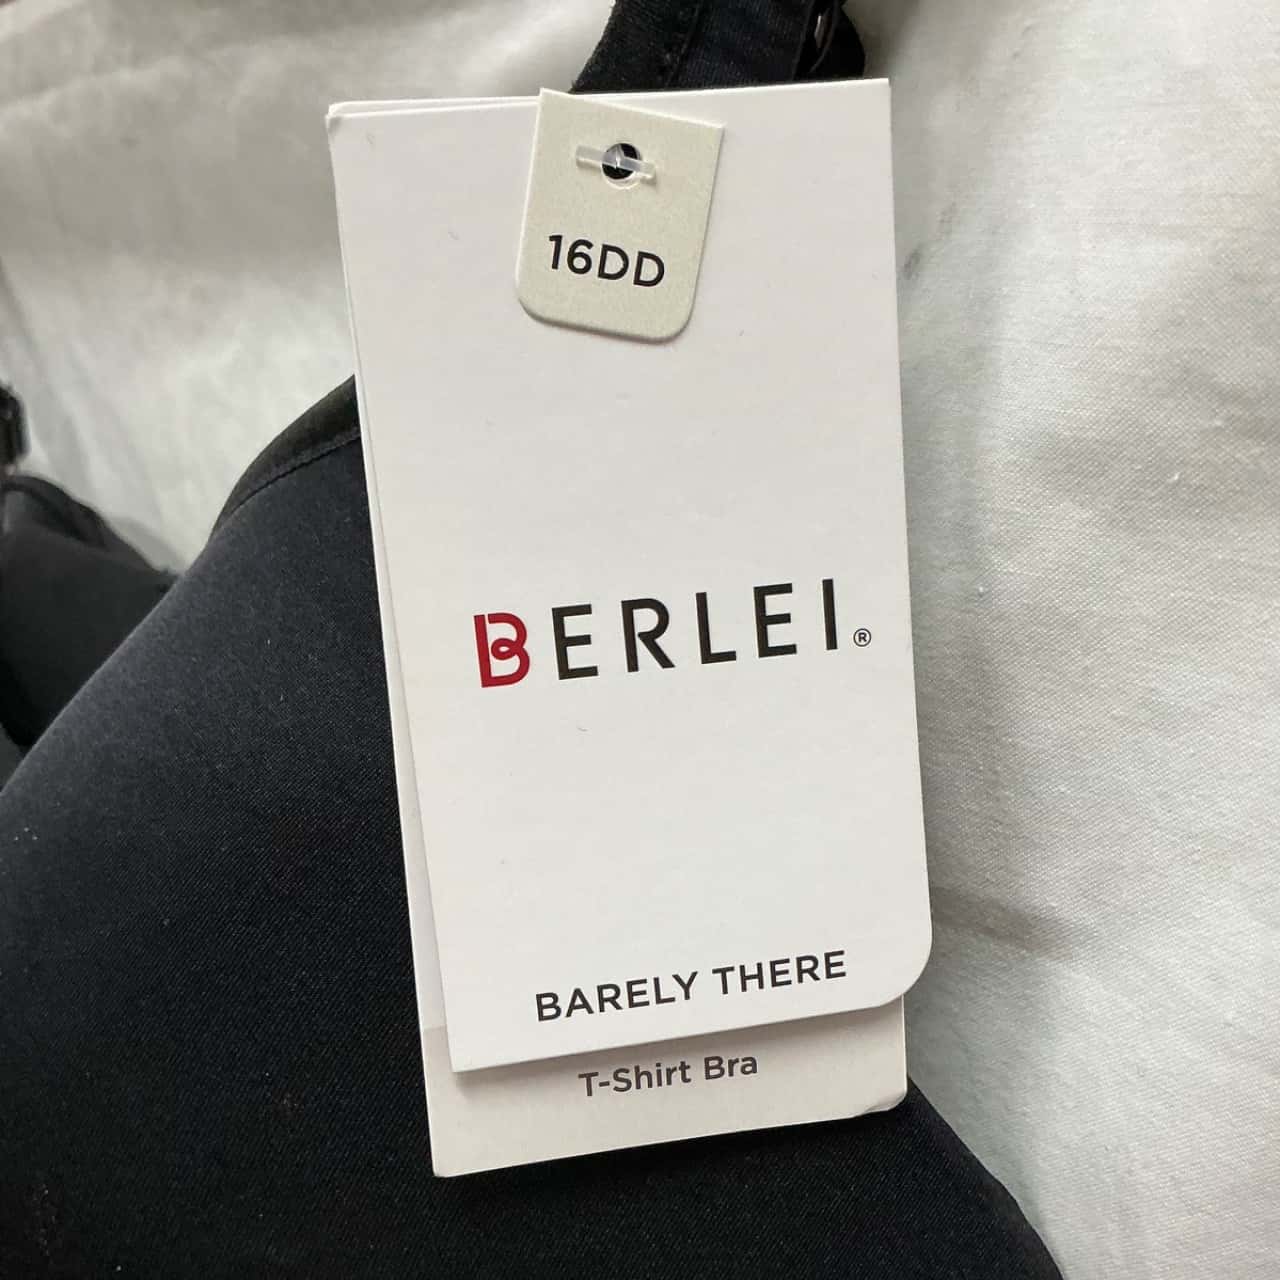 16DD
BERLEI®
BARELY THERE
T-Shirt Bra